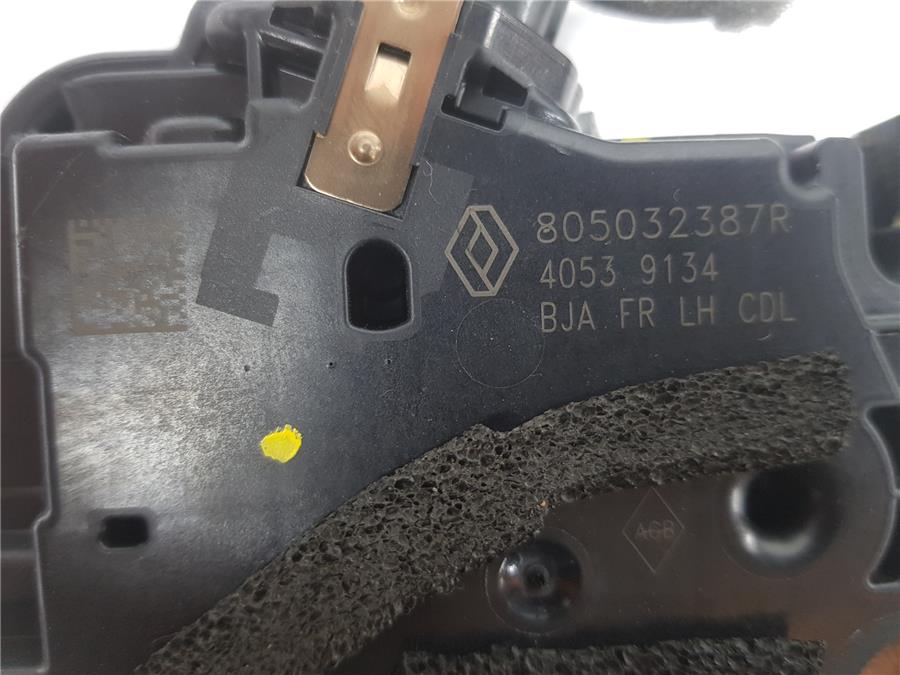 805032387R
4053 9134
BJA FR LH CDL
AGB